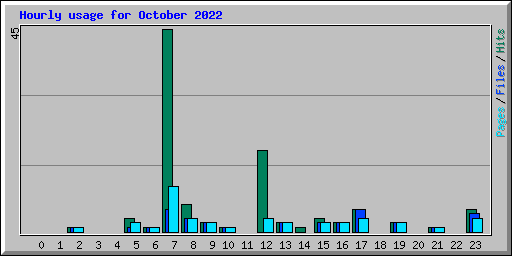 Hourly usage for October 2022
45
Pages / Files / Hits
0 1 2 3 4 5 6 7 8 9 10 11 12 13 14 15 16 17 18 19 20 21 22 23